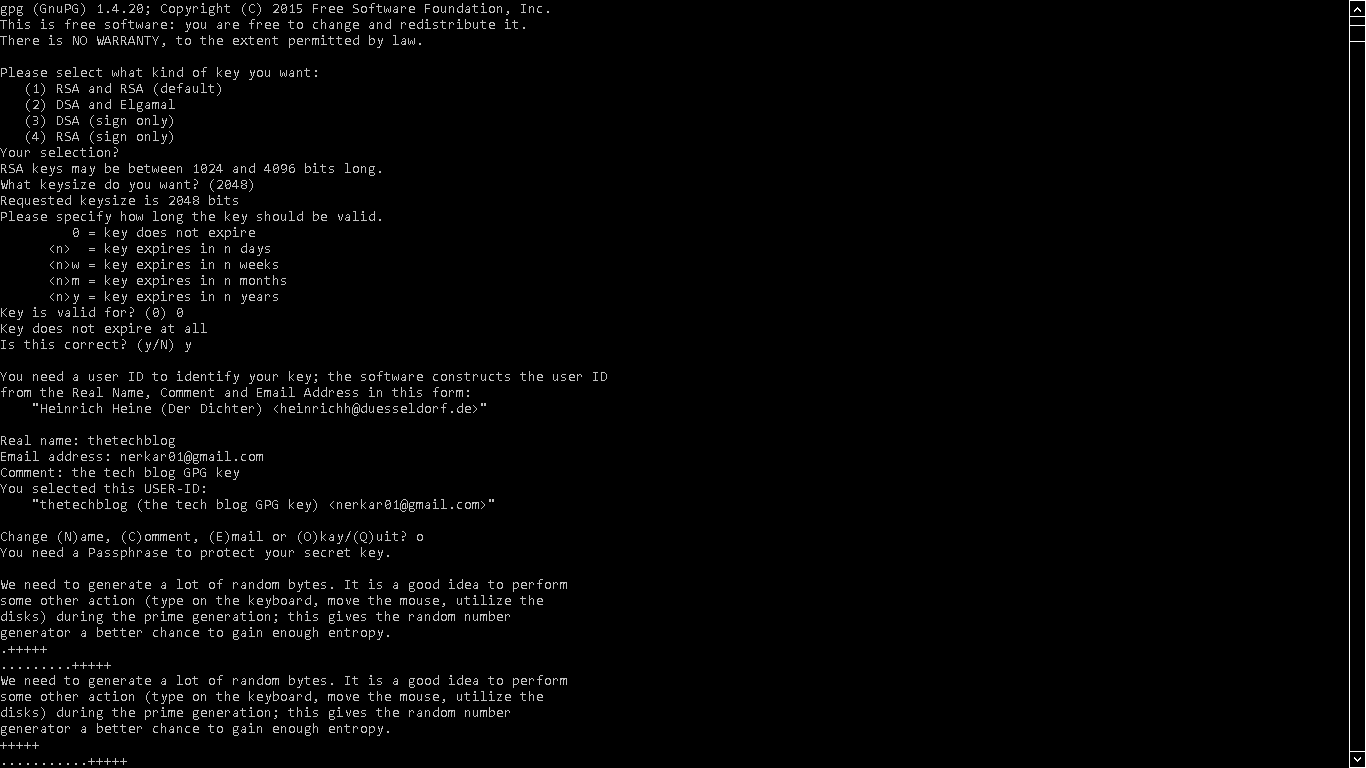 gpg (GnuPG) 1.4.20; Copyright (C) 2015 Free Software Foundation, Inc.
This is free software: you are free to change and redistribute it.
There is NO WARRANTY, to the extent permitted by law.

Please select what kind of key you want:
   (1) RSA and RSA (default)
   (2) DSA and Elgamal
   (3) DSA (sign only)
   (4) RSA (sign only)
Your selection?
RSA keys may be between 1024 and 4096 bits long.
What keysize do you want? (2048)
Requested keysize is 2048 bits
Please specify how long the key should be valid.
         0 = key does not expire
      <n>  = key expires in n days
      <n>w = key expires in n weeks
      <n>m = key expires in n months
      <n>y = key expires in n years
Key is valid for? (0) 0
Key does not expire at all
Is this correct? (y/N) y

You need a user ID to identify your key; the software constructs the user ID
from the Real Name, Comment and Email Address in this form:
    "Heinrich Heine (Der Dichter) <heinrichh@duesseldorf.de>"

Real name: thetechblog
Email address: nerkar01@gmail.com
Comment: the tech blog GPG key
You selected this USER-ID:
    "thetechblog (the tech blog GPG key) <nerkar01@gmail.com>"

Change (N)ame, (C)omment, (E)mail or (O)kay/(Q)uit? o
You need a Passphrase to protect your secret key.

We need to generate a lot of random bytes. It is a good idea to perform
some other action (type on the keyboard, move the mouse, utilize the
disks) during the prime generation; this gives the random number
generator a better chance to gain enough entropy.
.+++++
.........+++++
We need to generate a lot of random bytes. It is a good idea to perform
some other action (type on the keyboard, move the mouse, utilize the
disks) during the prime generation; this gives the random number
generator a better chance to gain enough entropy.
+++++
...........+++++